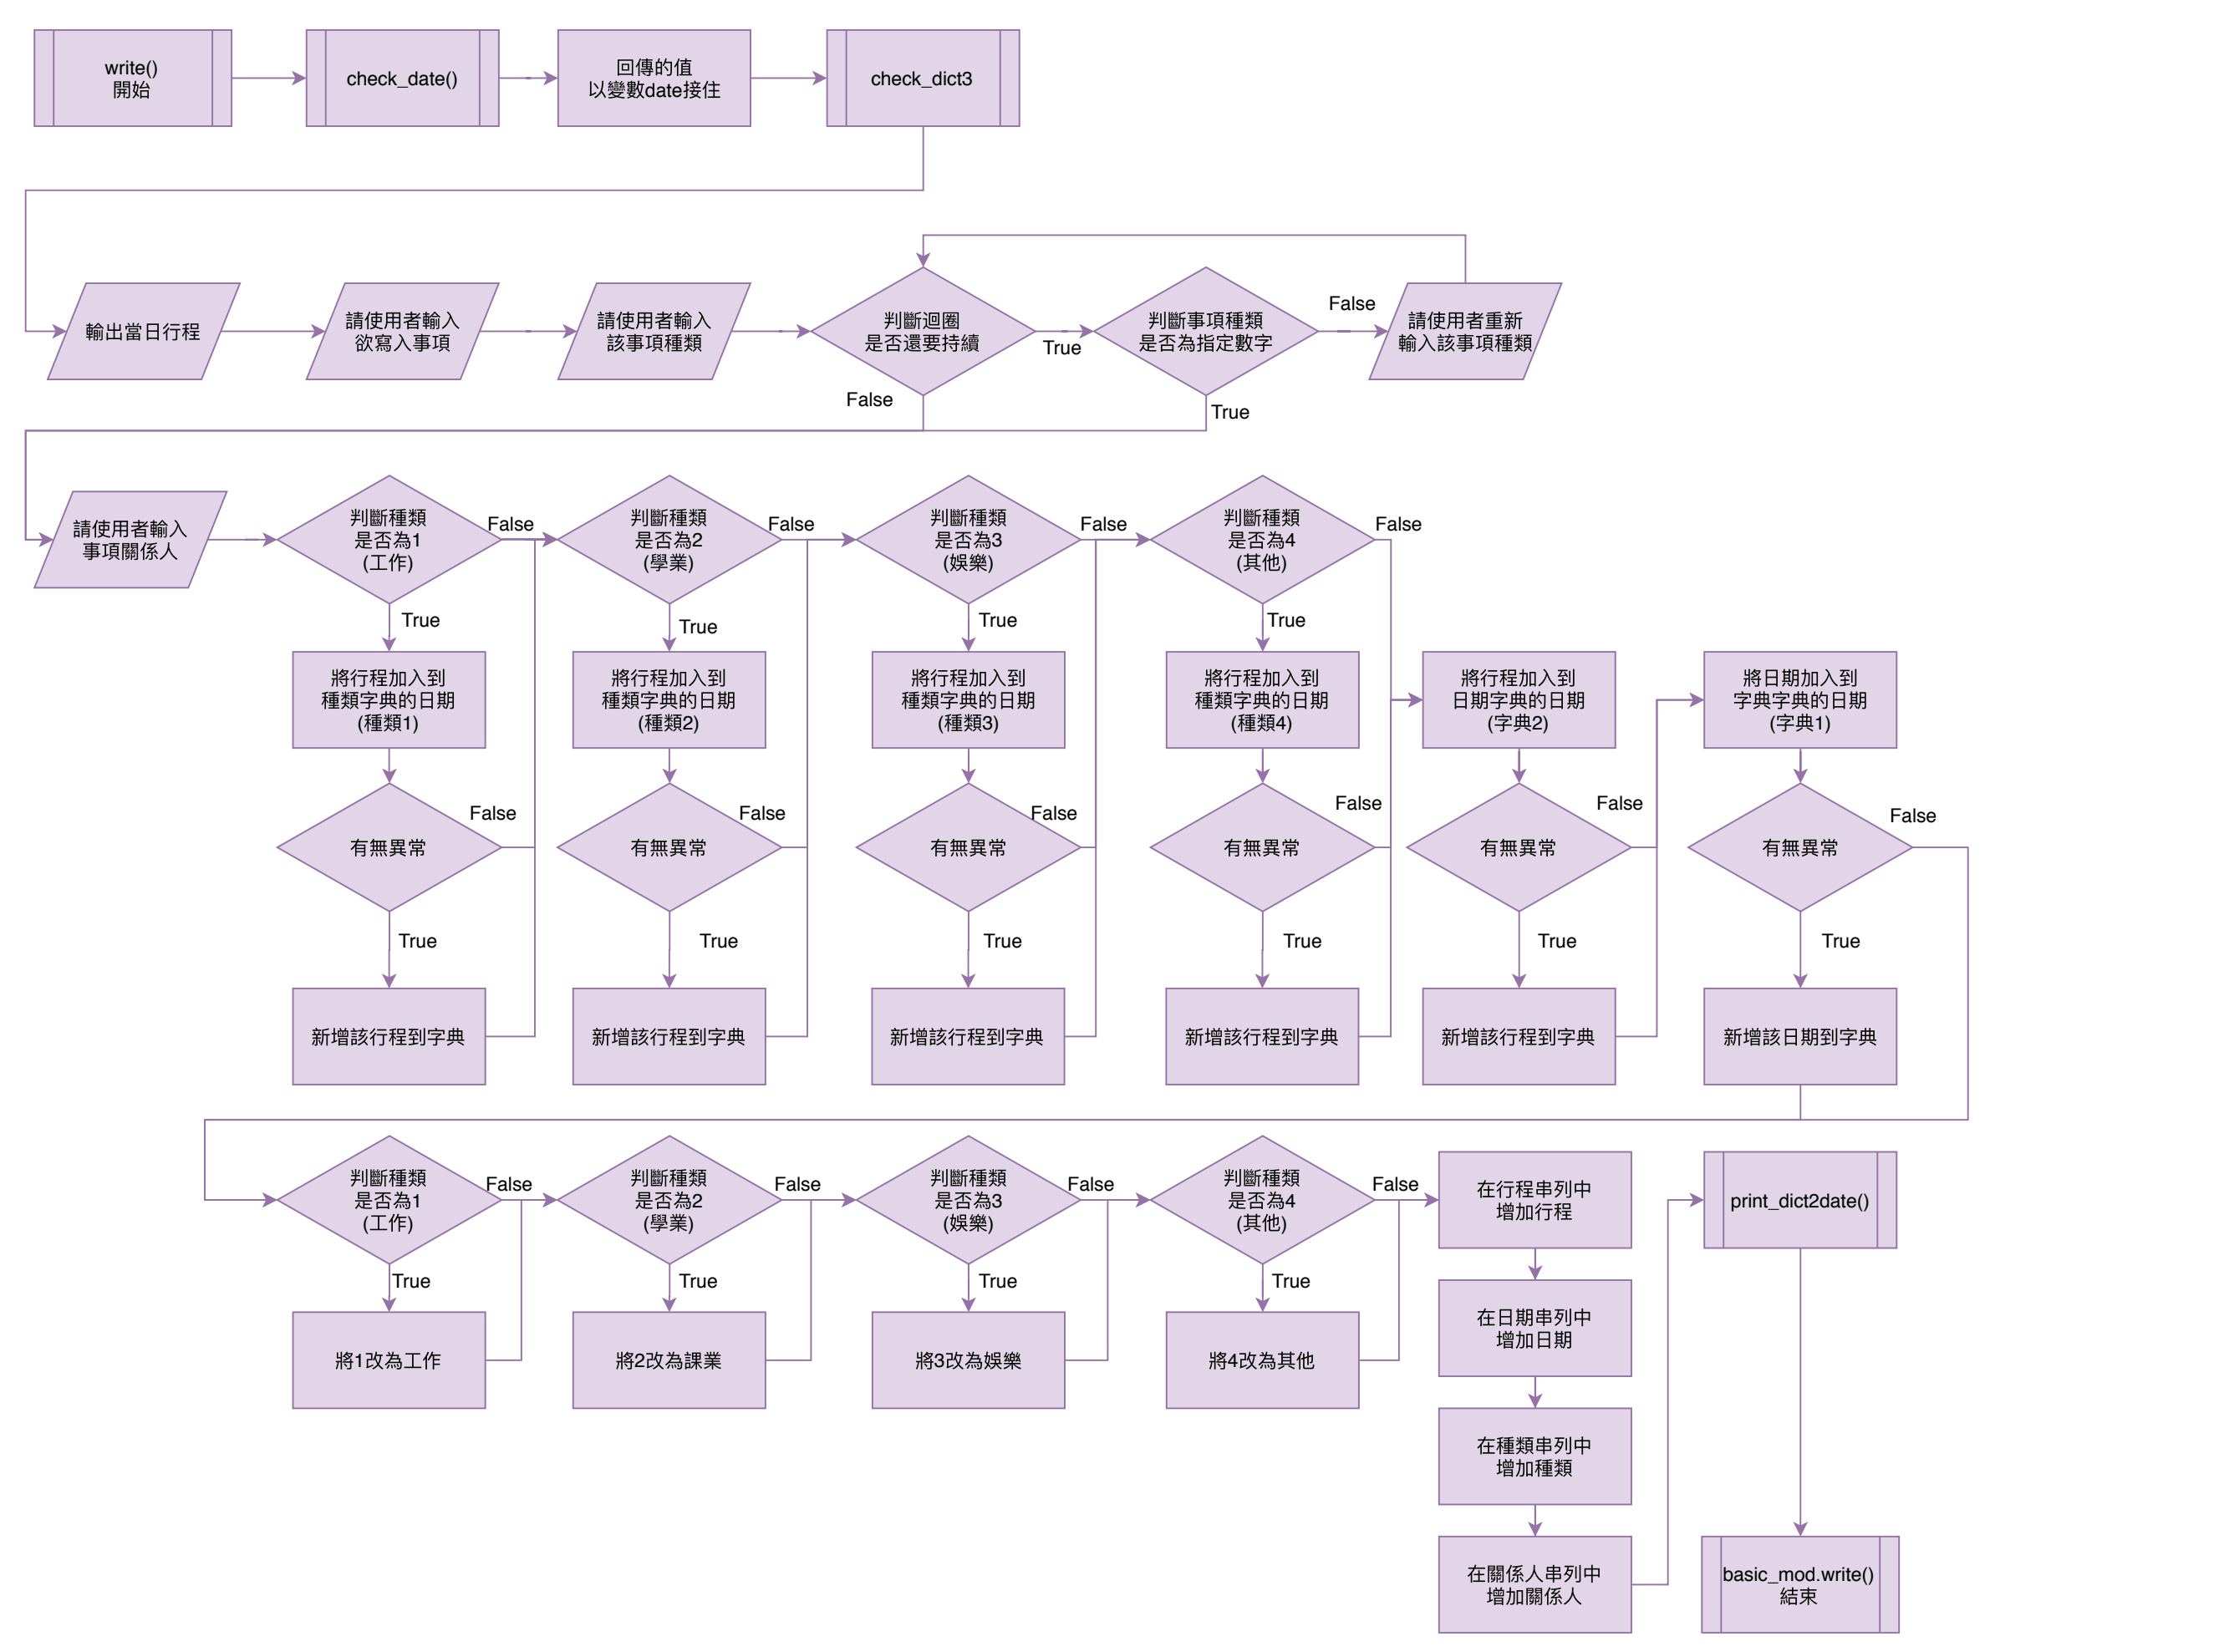 write()
開始
check_date()
回傳的值
以變數date接住
check_dict3
輸出當日行程
請使用者輸入
欲寫入事項
請使用者輸入
該事項種類
判斷迴圈
是否還要持續
True
False
判斷事項種類
是否為指定數字
False
True
請使用者重新
輸入該事項種類
請使用者輸入
事項關係人
判斷種類
是否為1
(工作)
False
True
判斷種類
是否為2
(學業)
False
True
判斷種類
是否為3
(娛樂)
False
True
判斷種類
是否為4
(其他)
False
True
將行程加入到
種類字典的日期
(種類1)
將行程加入到
種類字典的日期
(種類2)
將行程加入到
種類字典的日期
(種類3)
將行程加入到
種類字典的日期
(種類4)
將行程加入到
日期字典的日期
(字典2)
將日期加入到
字典字典的日期
(字典1)
有無異常
False
True
有無異常
False
True
有無異常
False
True
有無異常
False
True
有無異常
False
True
有無異常
False
True
新增該行程到字典
新增該行程到字典
新增該行程到字典
新增該行程到字典
新增該行程到字典
新增該日期到字典
判斷種類
是否為1
(工作)
False
True
判斷種類
是否為2
(學業)
False
True
判斷種類
是否為3
(娛樂)
False
True
判斷種類
是否為4
(其他)
False
True
將1改為工作
將2改為課業
將3改為娛樂
將4改為其他
在行程串列中
增加行程
在日期串列中
增加日期
在種類串列中
增加種類
在關係人串列中
增加關係人
print_dict2date()
basic_mod.write()
結束